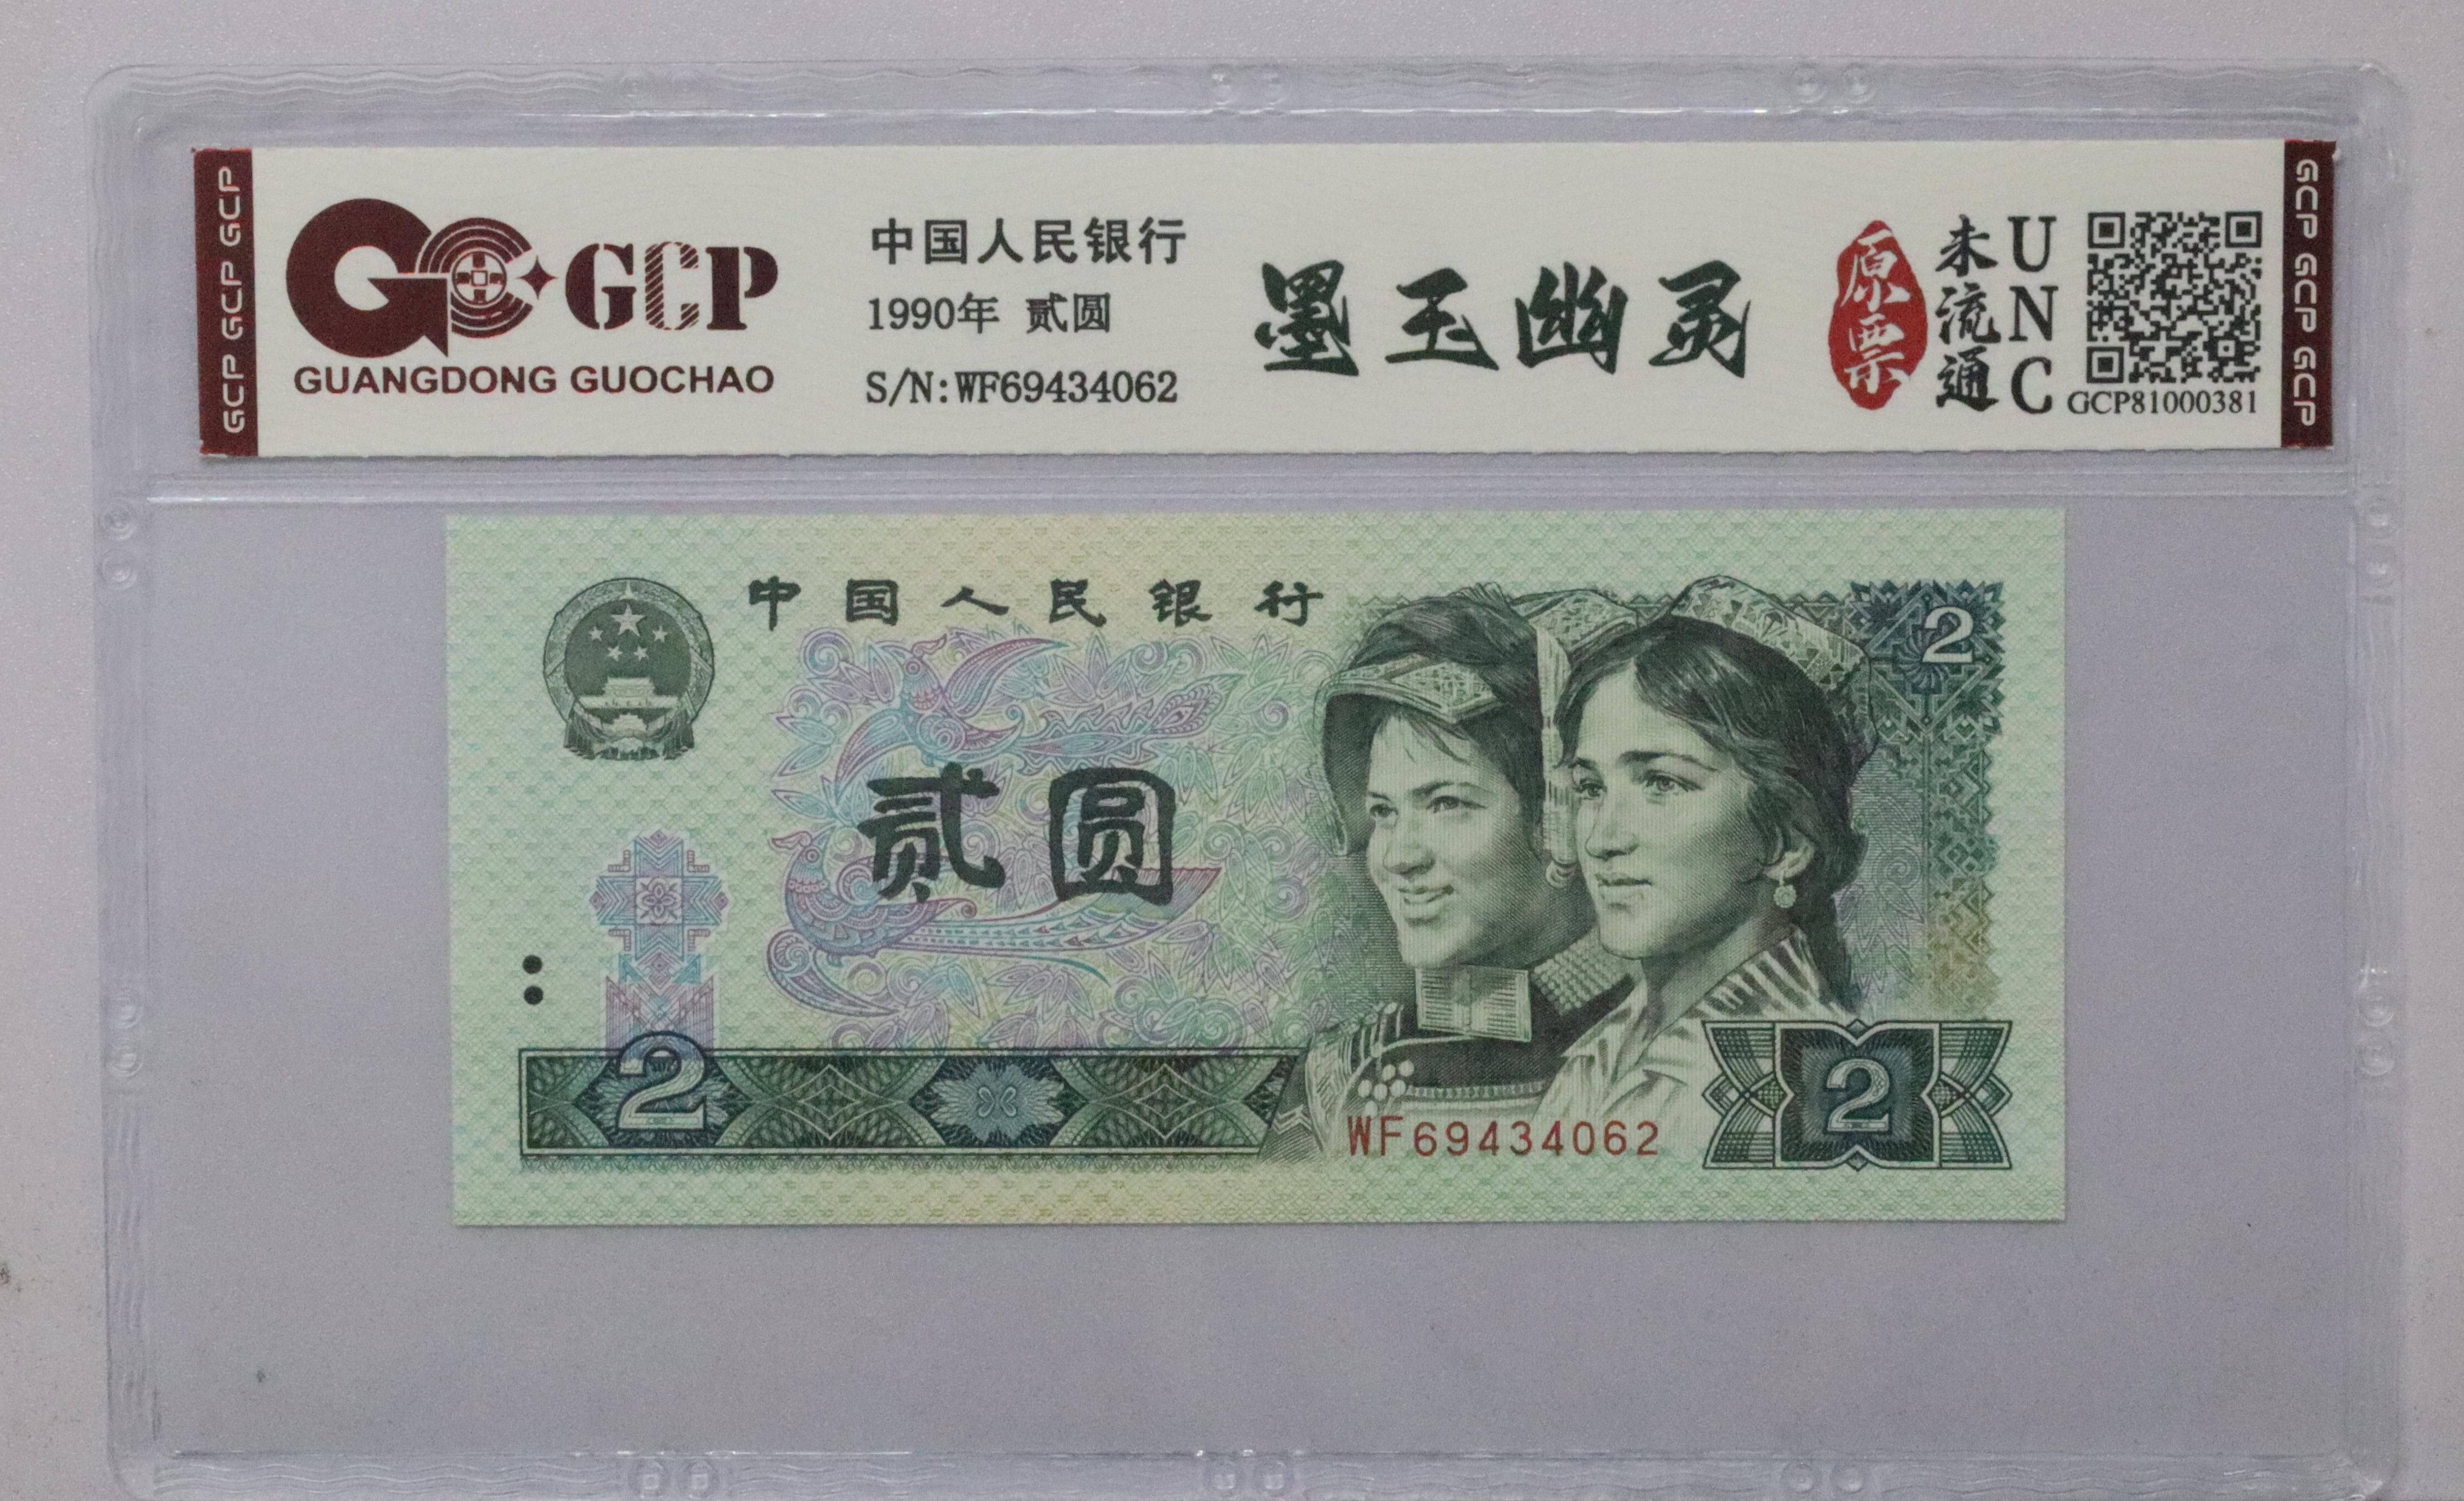 GCP GCP GCP
GCP
GUANGDONG GUOCHAO
中国人民银行
1990年 贰圆
S/N:WF69434062
墨玉幽灵
原票
未流通
UNC
GCP81000381
GCP GCP GCP
中国人民银行
2
贰圆
2
WF69434062
2